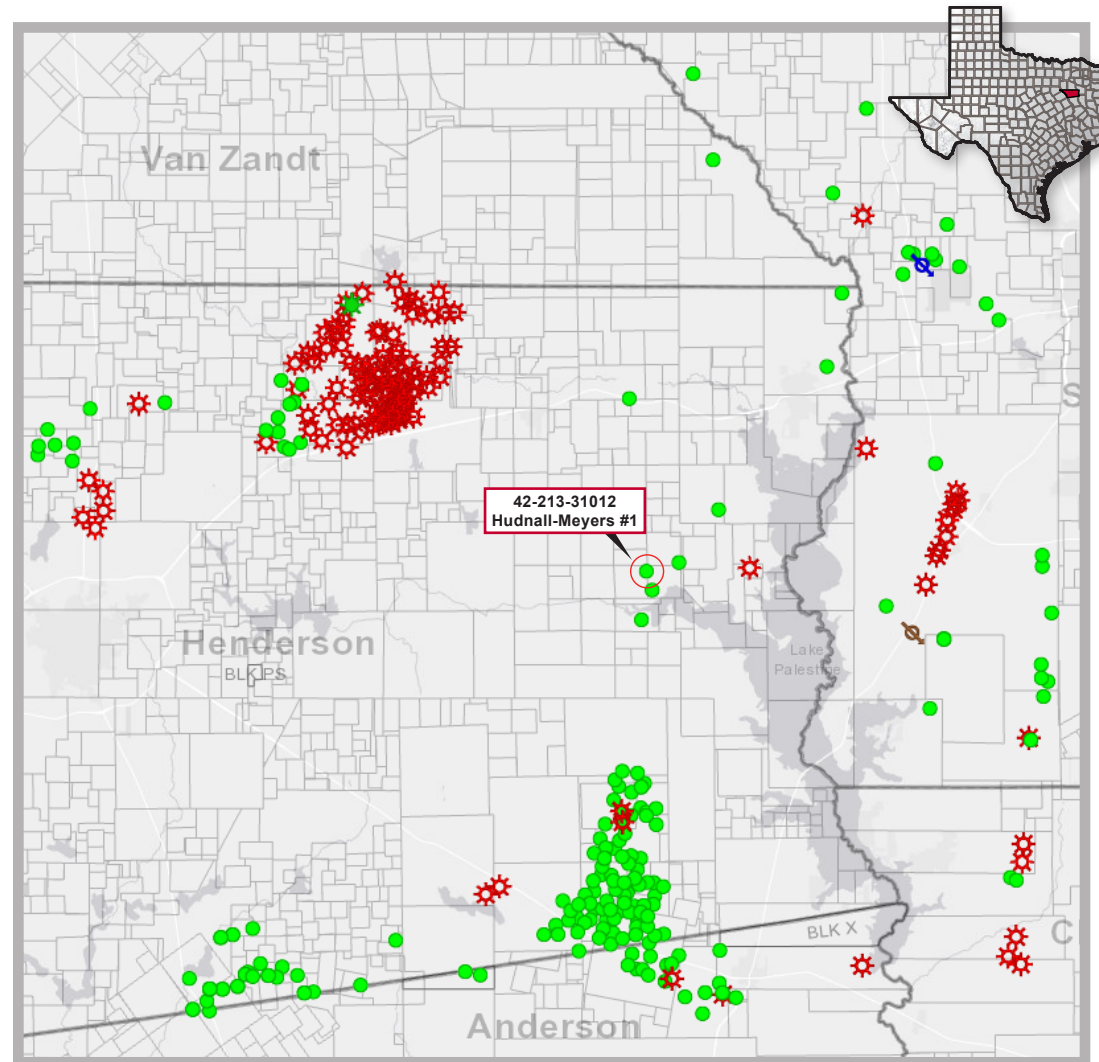 Van Zandt
S
42-213-31012
Hudnall-Meyers #1
Henderson
BLK PS
Lake
Palestine
BLK X
C
Anderson